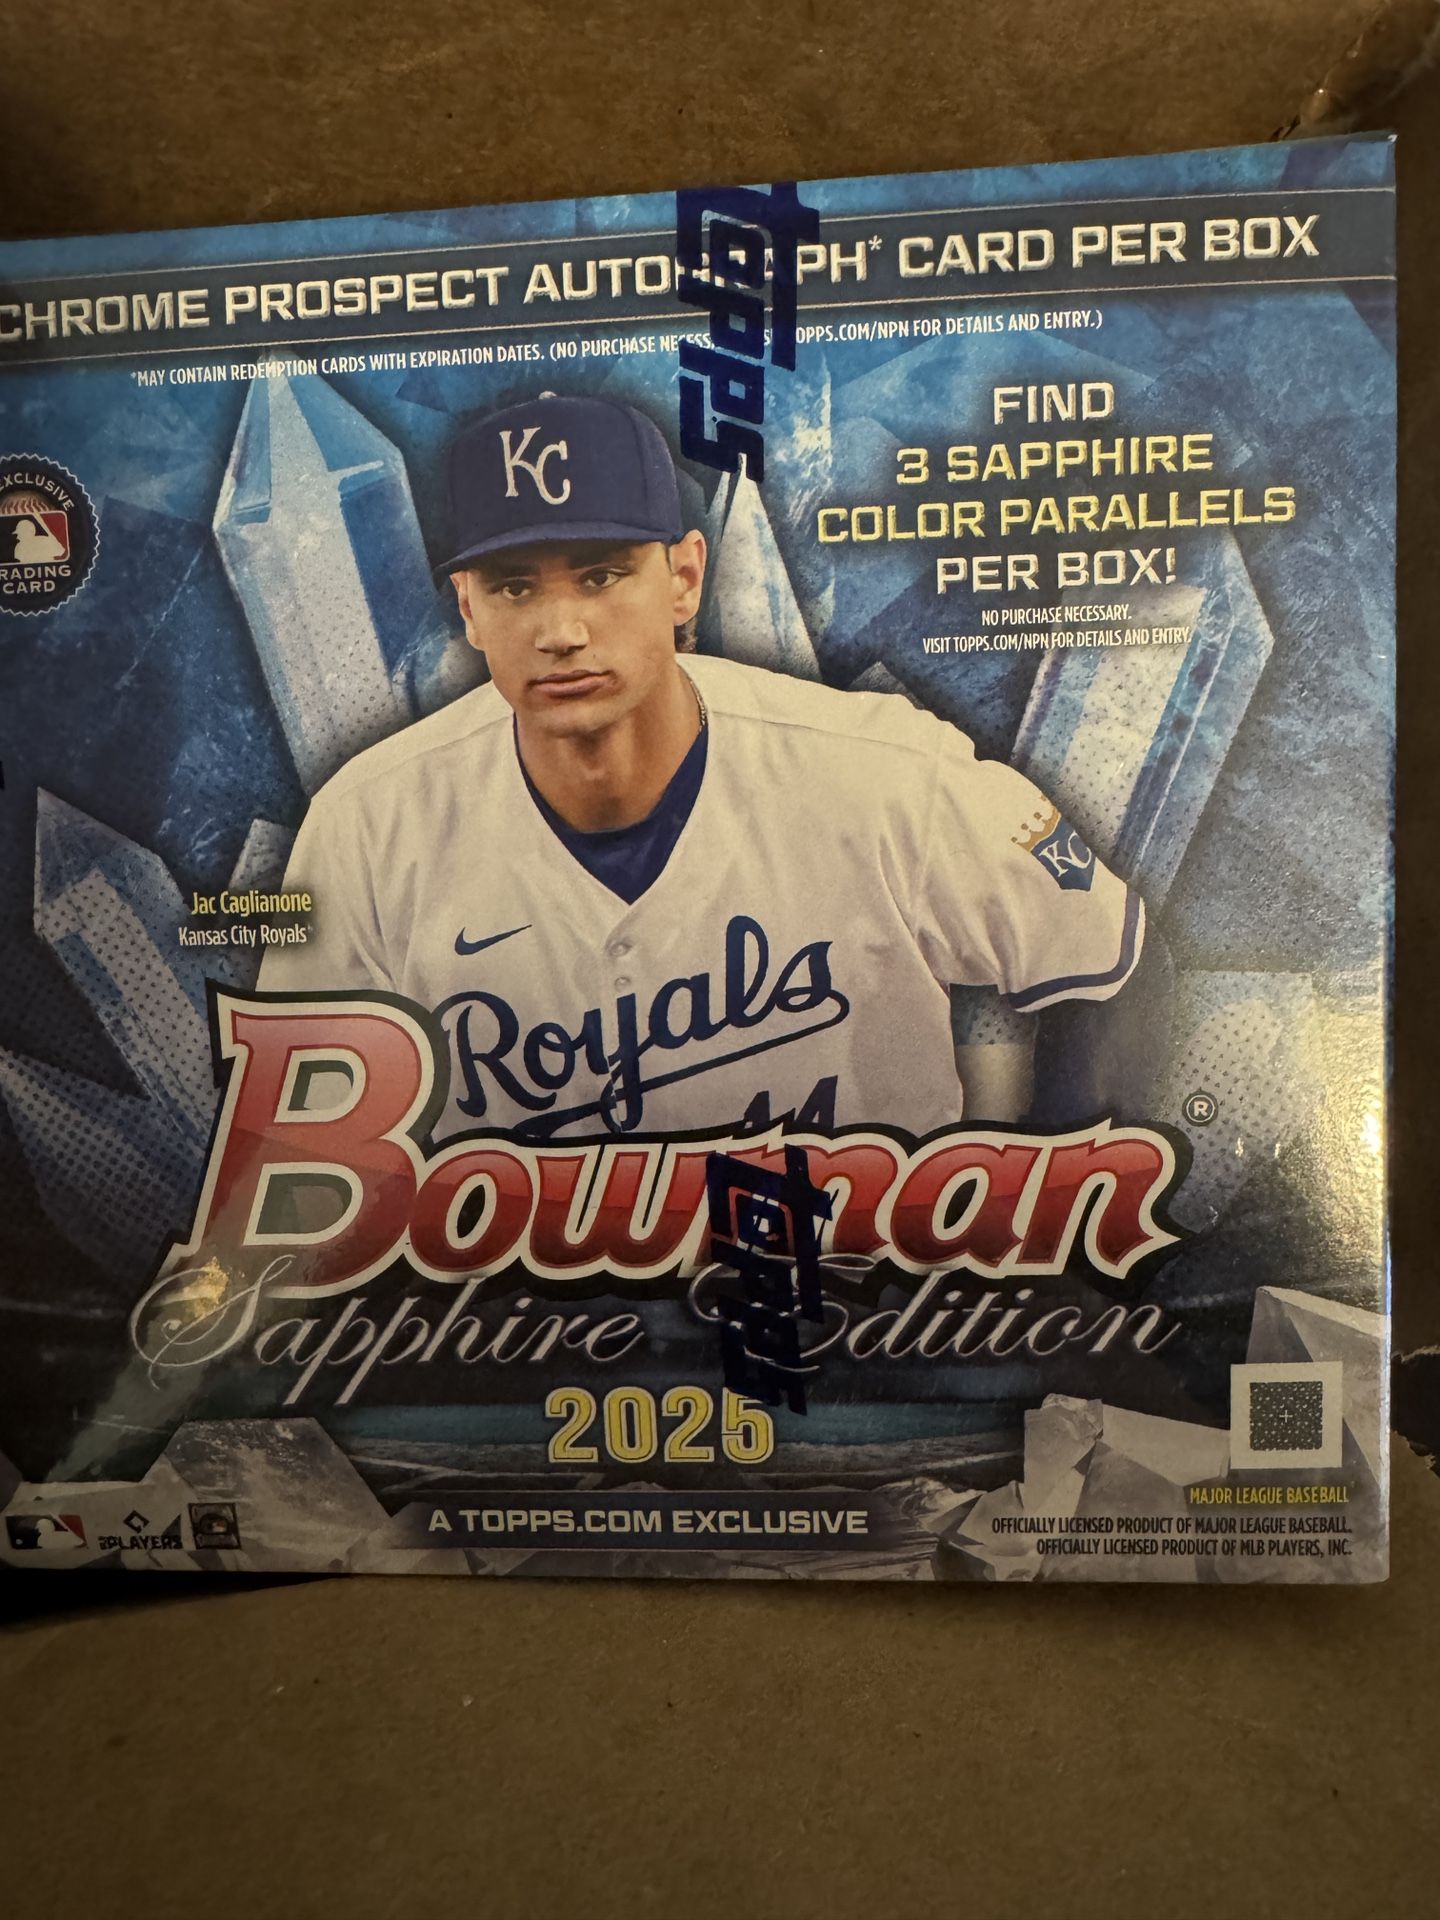 CHROME PROSPECT AUTOGRAPH* CARD PER BOX
*MAY CONTAIN REDEMPTION CARDS WITH EXPIRATION DATES. (NO PURCHASE NECESS TOPPS.COM/NPN FOR DETAILS AND ENTRY.)
topps
FIND
3 SAPPHIRE
COLOR PARALLELS
PER BOX!
NO PURCHASE NECESSARY.
VISIT TOPPS.COM/NPN FOR DETAILS AND ENTRY.
KC
EXCLUSIVE
TRADING
CARD
KC
Jac Caglianone
Kansas City Royals
Royals
14
Bowman®
topps
Sapphire Edition
2025
A TOPPS.COM EXCLUSIVE
PLAYERS
MAJOR LEAGUE BASEBALL
OFFICIALLY LICENSED PRODUCT OF MAJOR LEAGUE BASEBALL.
OFFICIALLY LICENSED PRODUCT OF MLB PLAYERS, INC.